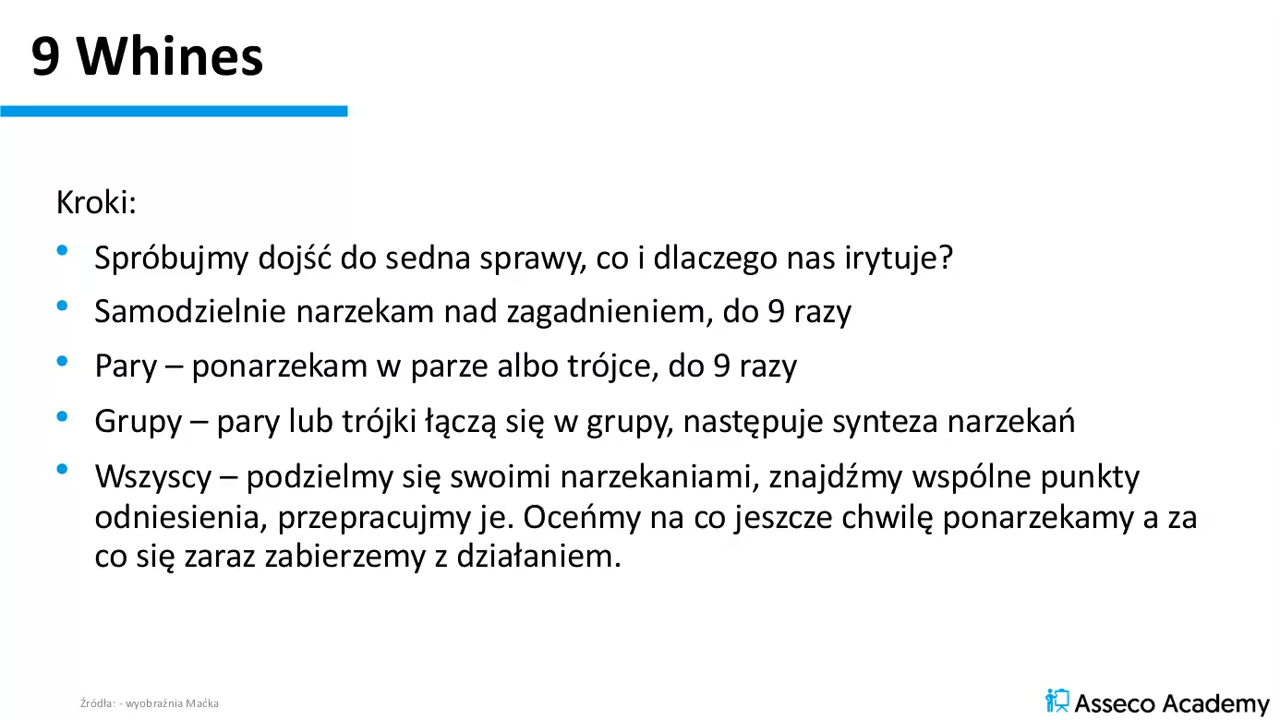 9 Whines
Kroki:
• Spróbujmy dojść do sedna sprawy, co i dlaczego nas irytuje?
• Samodzielnie narzekam nad zagadnieniem, do 9 razy
• Pary – ponarzekam w parze albo trójce, do 9 razy
• Grupy – pary lub trójki łączą się w grupy, następuje synteza narzekań
• Wszyscy – podzielmy się swoimi narzekaniami, znajdźmy wspólne punkty
odniesienia, przepracujmy je. Oceńmy na co jeszcze chwilę ponarzekamy a za
co się zaraz zabierzemy z działaniem.
Źródła: - wyobraźnia Maćka
Asseco Academy